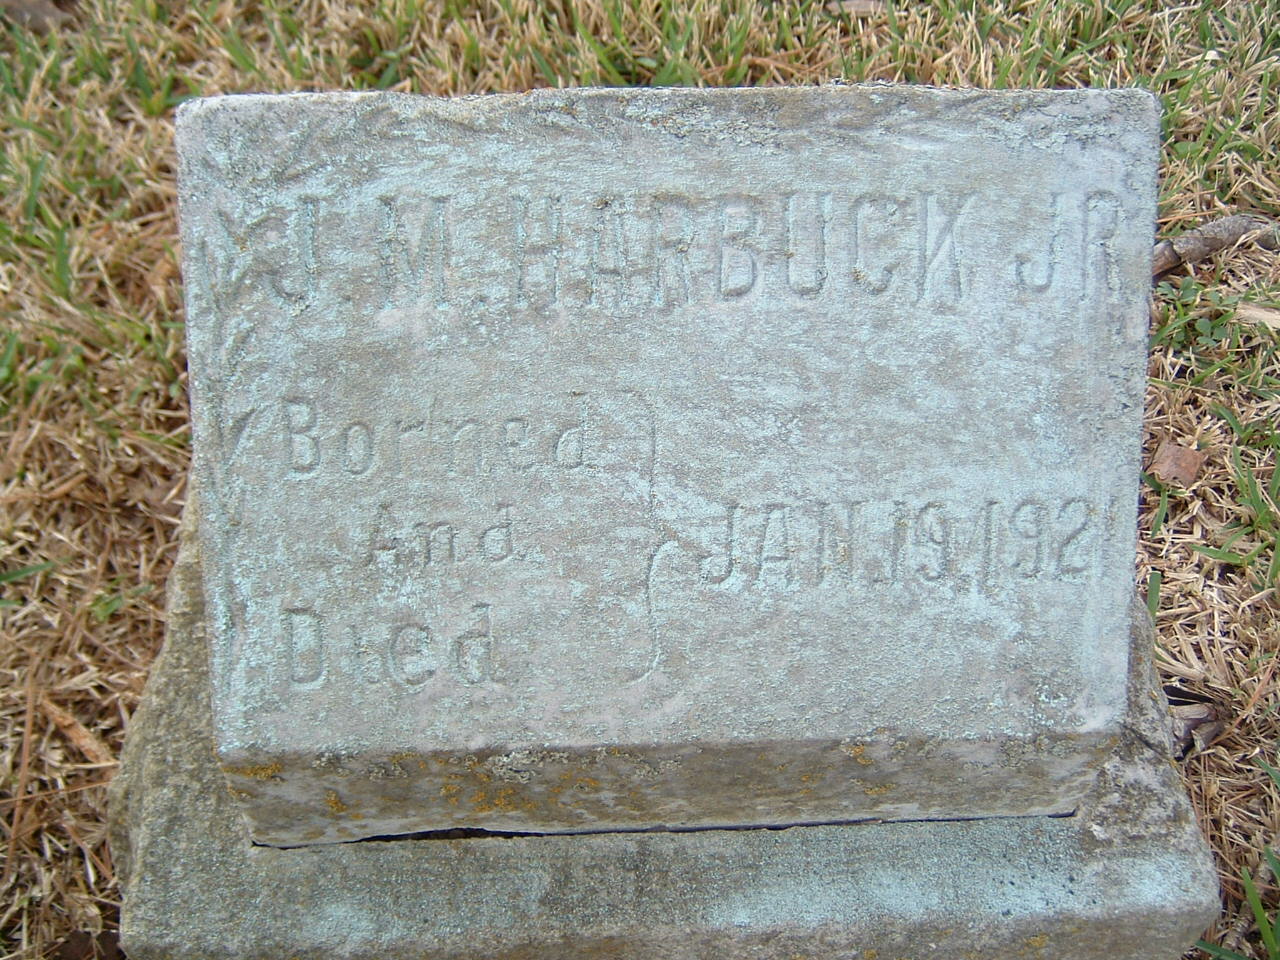 J. M. HARBUCK JR
Borned
And JAN. 19, 1921
Died